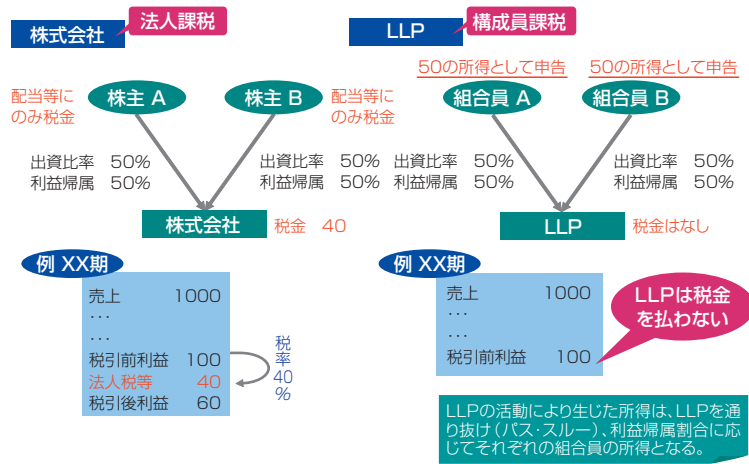 株式会社
法人課税
配当等に
のみ税金
株主 A
株主 B
配当等に
のみ税金
出資比率 50%
利益帰属 50%
出資比率 50%
利益帰属 50%
株式会社
税金 40
例 XX期
売上 1000
…
…
税引前利益 100
法人税等 40
税引後利益 60
税率40%
LLP
構成員課税
50の所得として申告
50の所得として申告
組合員 A
組合員 B
出資比率 50%
利益帰属 50%
出資比率 50%
利益帰属 50%
LLP
税金はなし
例 XX期
売上 1000
…
…
税引前利益 100
LLPは税金
を払わない
LLPの活動により生じた所得は、LLPを通
り抜け（パス・スルー）、利益帰属割合に応
じてそれぞれの組合員の所得となる。